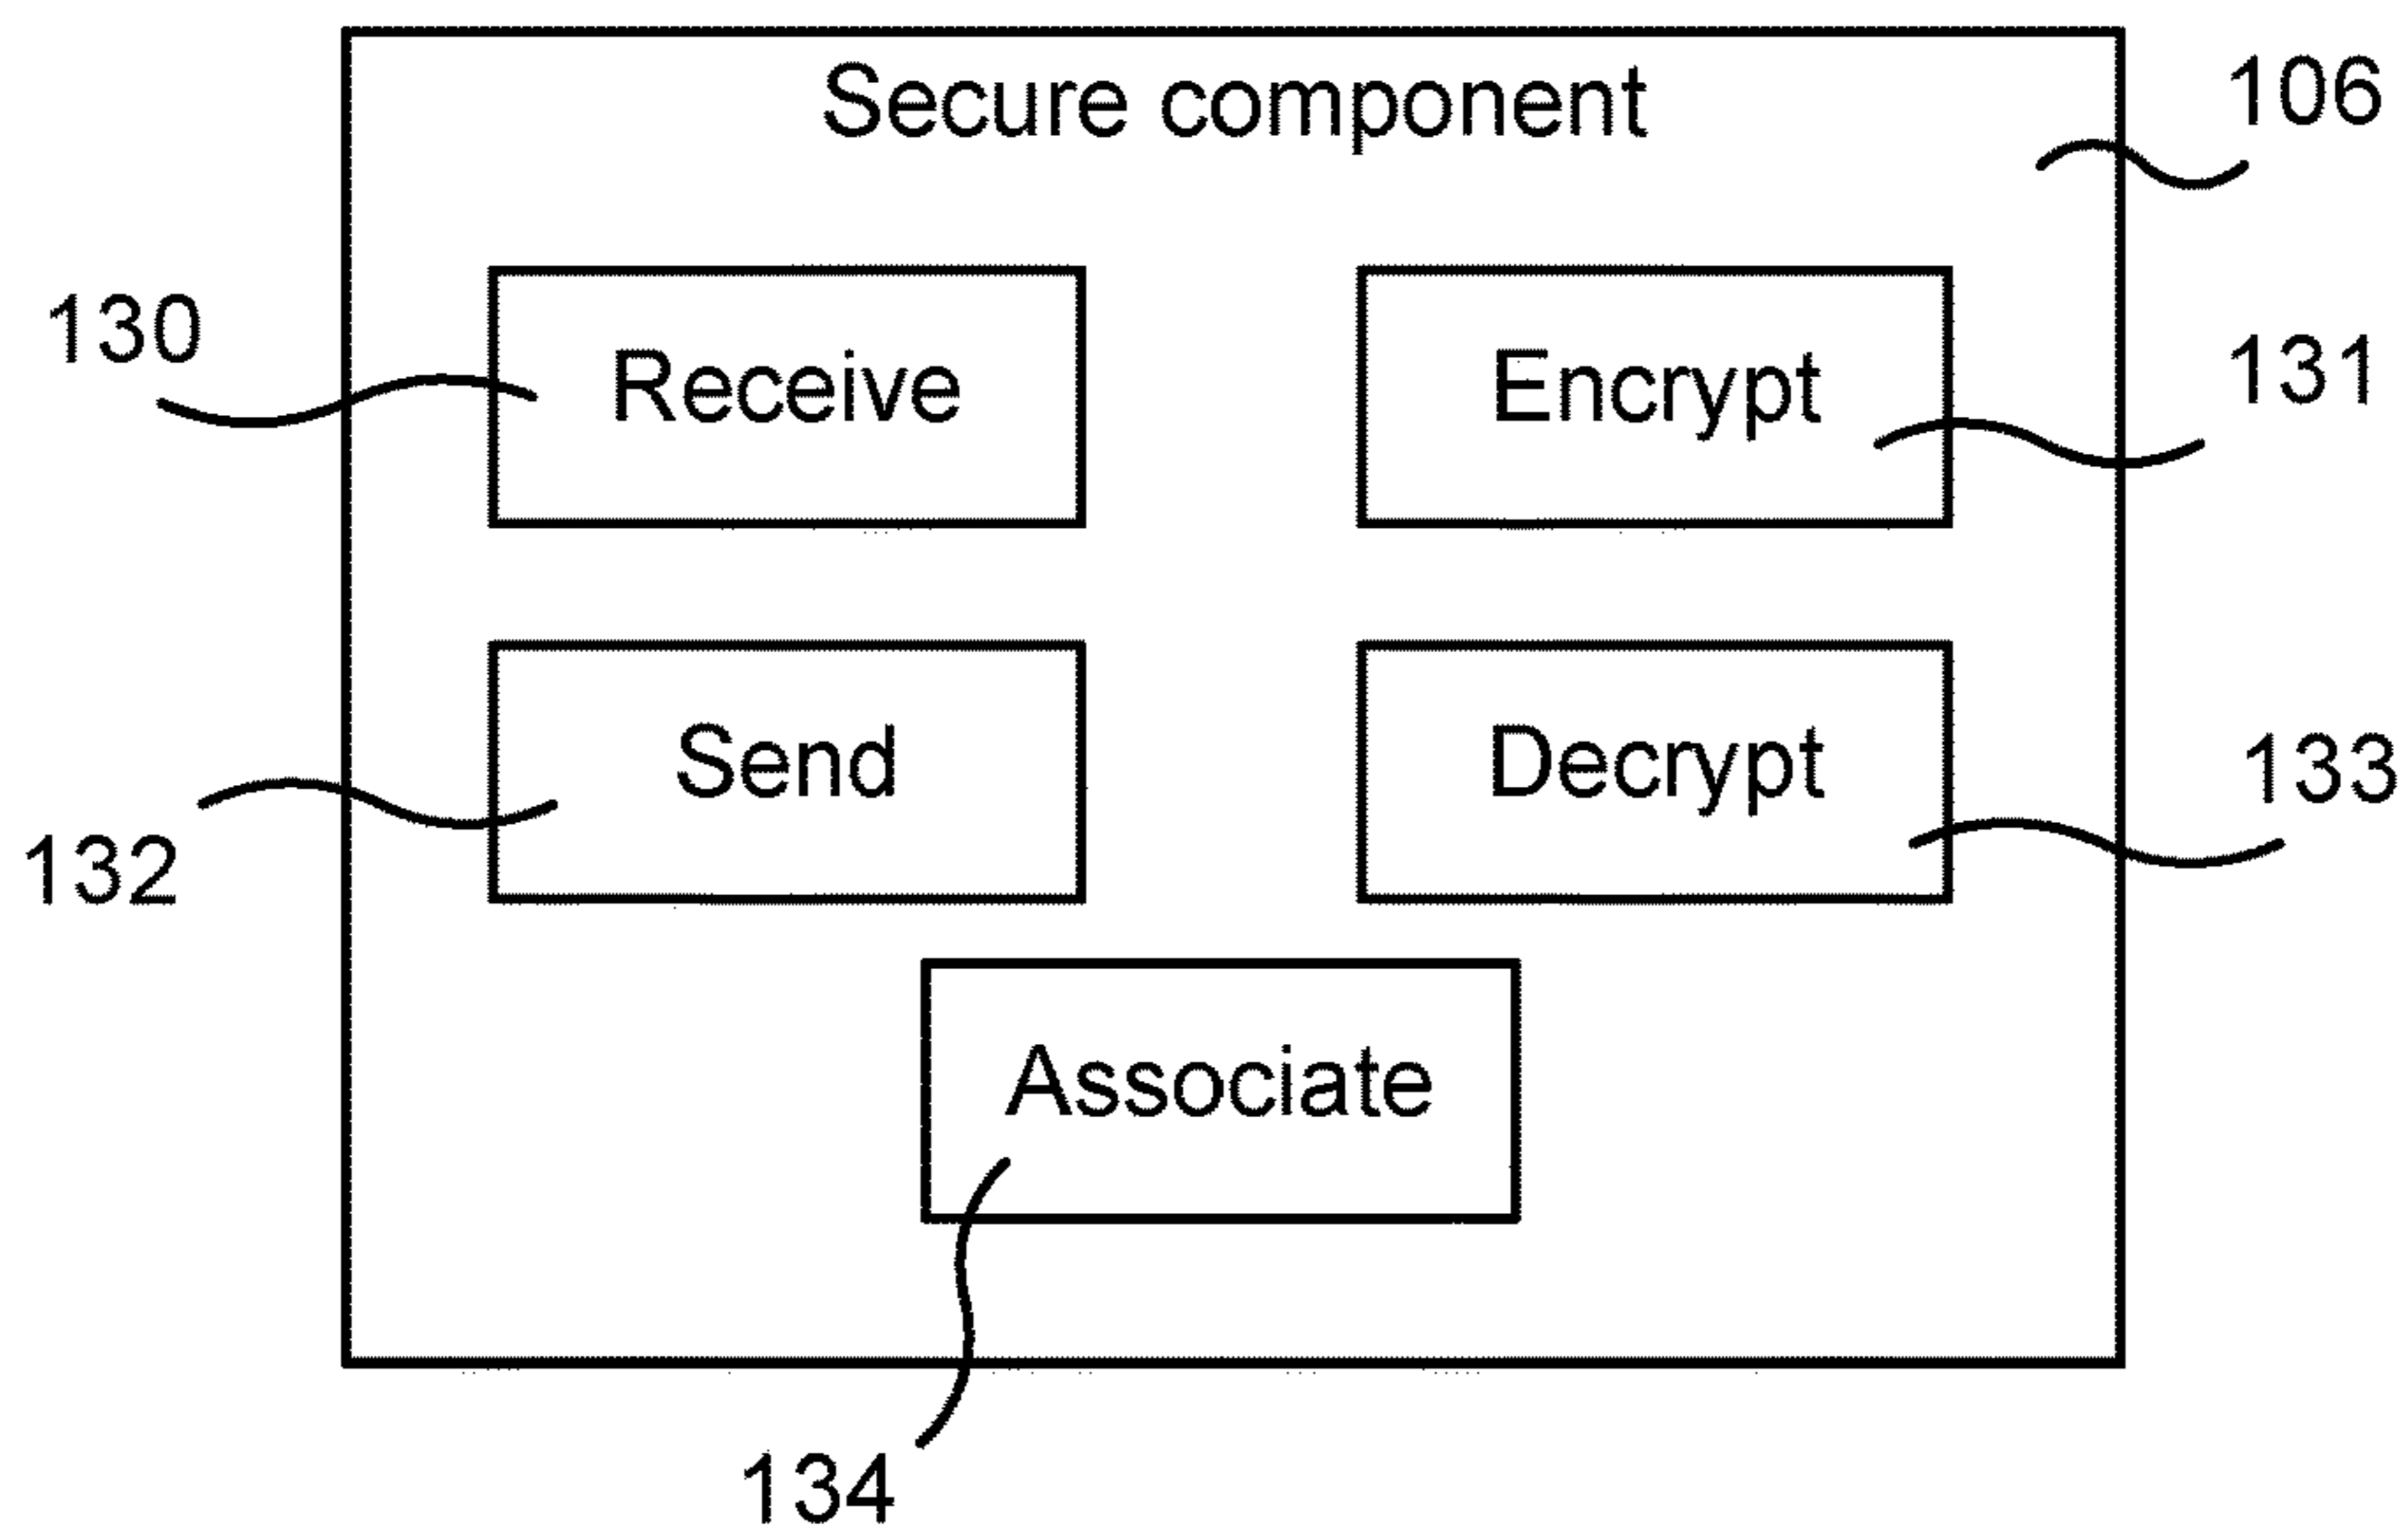 Secure component
106
130
Receive
Encrypt
131
Send
Decrypt
133
132
Associate
134